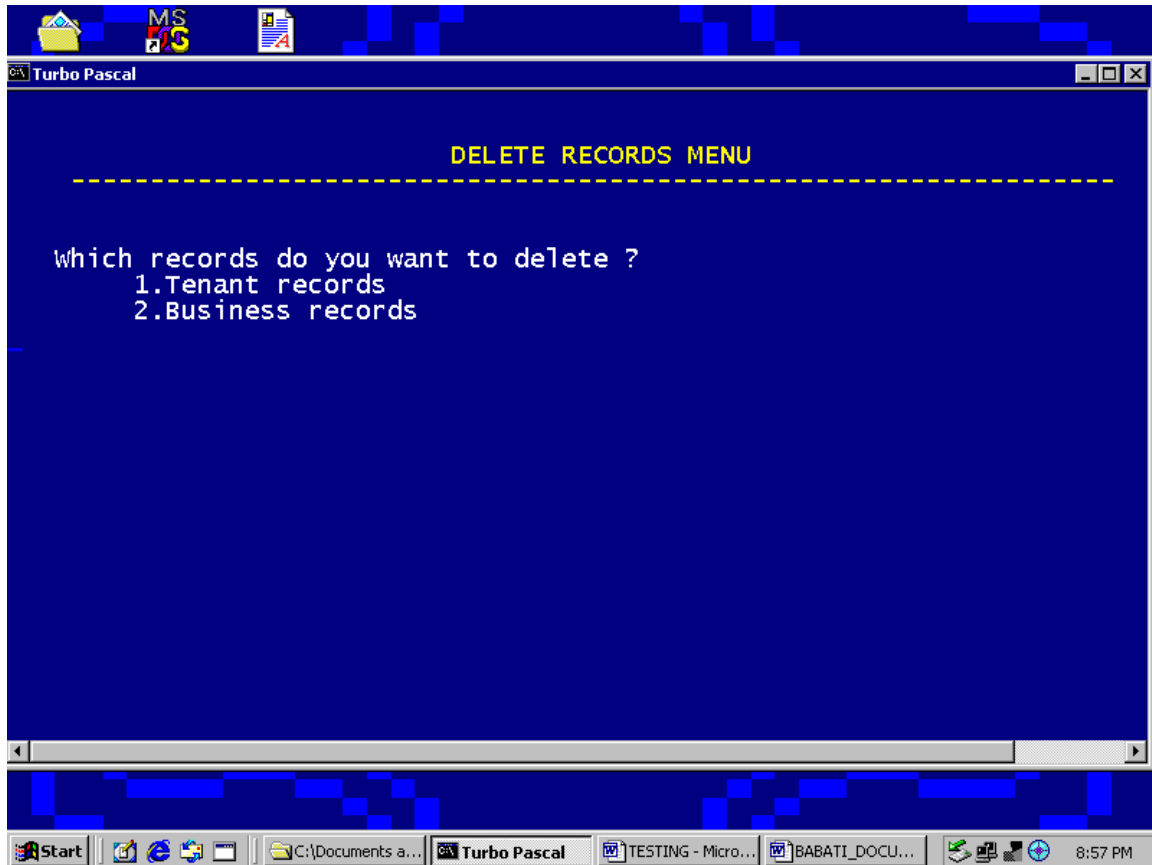 MS
Turbo Pascal
DELETE RECORDS MENU
--------------------------------------------------------------------
Which records do you want to delete ?
1.Tenant records
2.Business records
Start
C:\Documents a...
Turbo Pascal
TESTING - Micro...
BABATI_DOCU...
8:57 PM